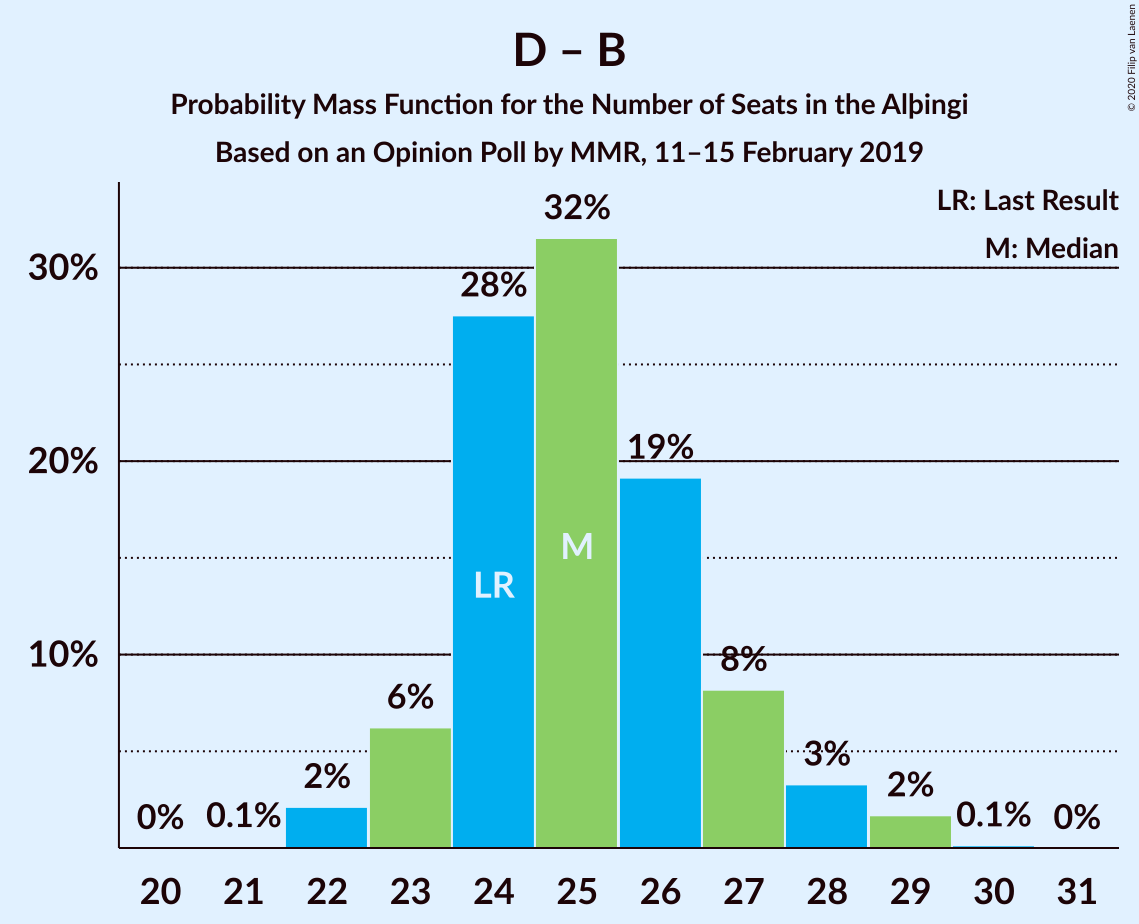 D – B
Probability Mass Function for the Number of Seats in the Alþingi
Based on an Opinion Poll by MMR, 11–15 February 2019
© 2020 Filip van Laenen
LR: Last Result
M: Median
30%
20%
10%
0%
0.1%
2%
6%
28%
32%
19%
8%
3%
2%
0.1%
0%
LR
M
20 21 22 23 24 25 26 27 28 29 30 31